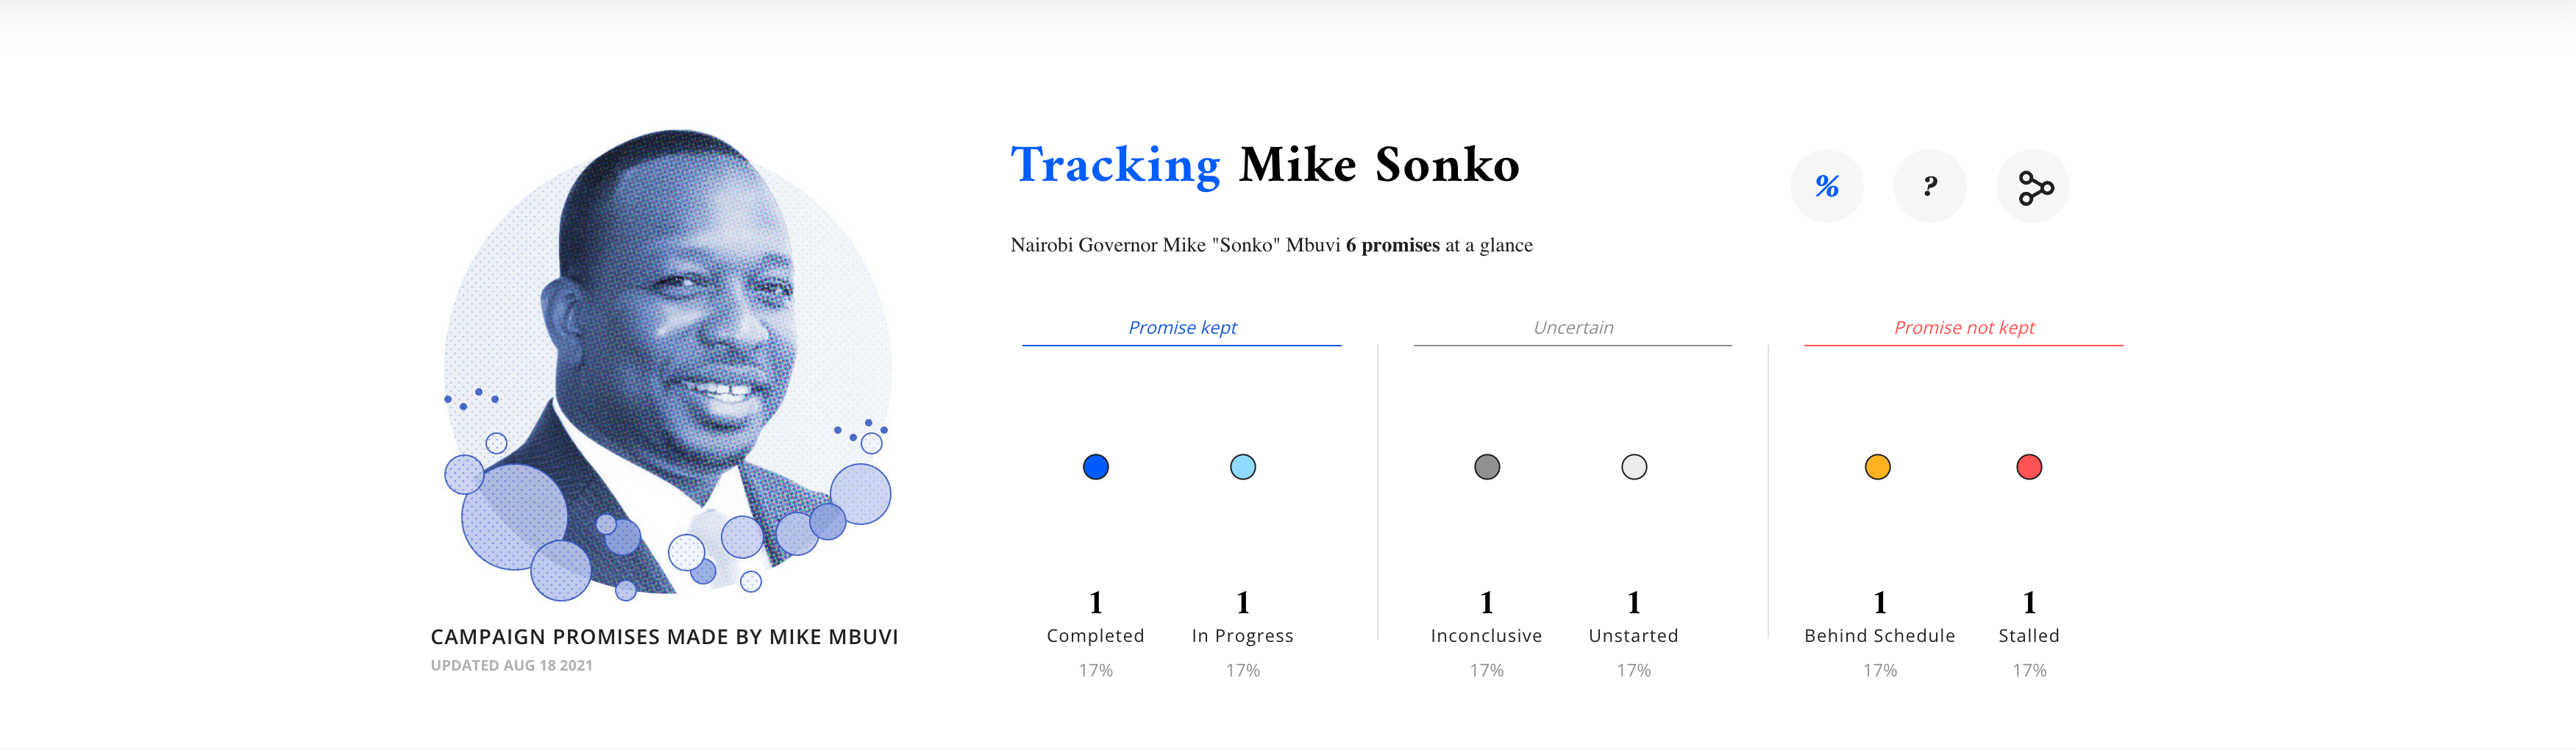 Tracking Mike Sonko
% ?
Nairobi Governor Mike "Sonko" Mbuvi 6 promises at a glance
Promise kept
Uncertain
Promise not kept
1
Completed
17%
1
In Progress
17%
1
Inconclusive
17%
1
Unstarted
17%
1
Behind Schedule
17%
1
Stalled
17%
CAMPAIGN PROMISES MADE BY MIKE MBUVI
UPDATED AUG 18 2021